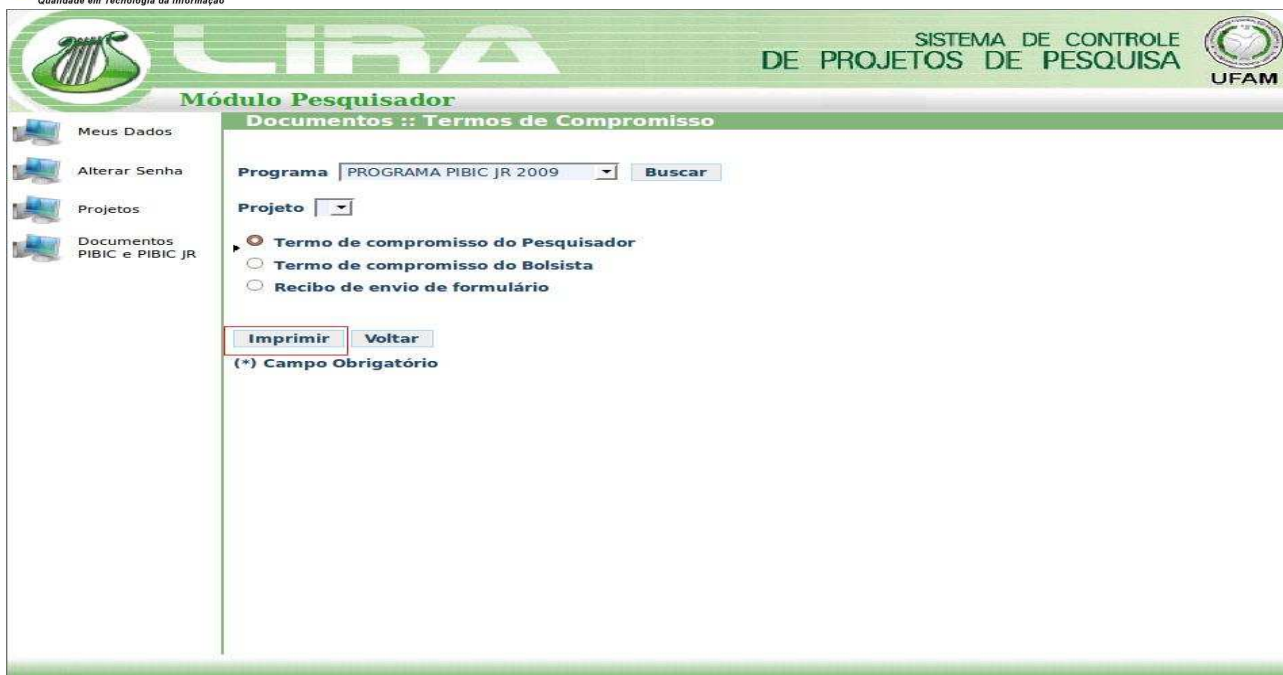 Qualidade em Tecnologia da Informação
LIRA
SISTEMA DE CONTROLE
DE PROJETOS DE PESQUISA
UFAM
Módulo Pesquisador
Documentos :: Termos de Compromisso
Meus Dados
Alterar Senha
Projetos
Documentos
PIBIC e PIBIC JR
Programa PROGRAMA PIBIC JR 2009 Buscar
Projeto
Termo de compromisso do Pesquisador
Termo de compromisso do Bolsista
Recibo de envio de formulário
Imprimir Voltar
(*) Campo Obrigatório